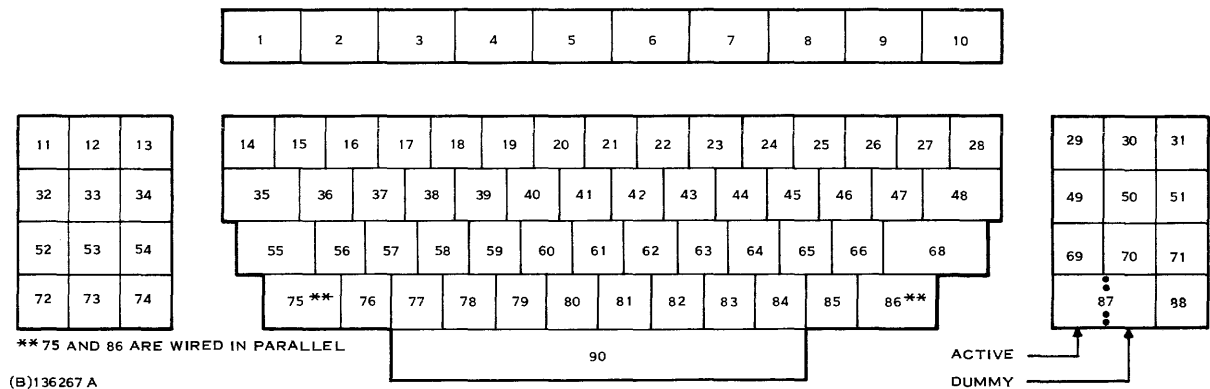 1 2 3 4 5 6 7 8 9 10
11 12 13 14 15 16 17 18 19 20 21 22 23 24 25 26 27 28 29 30 31
32 33 34 35 36 37 38 39 40 41 42 43 44 45 46 47 48 49 50 51
52 53 54 55 56 57 58 59 60 61 62 63 64 65 66 68 69 70 71
72 73 74 75** 76 77 78 79 80 81 82 83 84 85 86** 87 88
**75 AND 86 ARE WIRED IN PARALLEL
90
ACTIVE
DUMMY
(B)136267 A